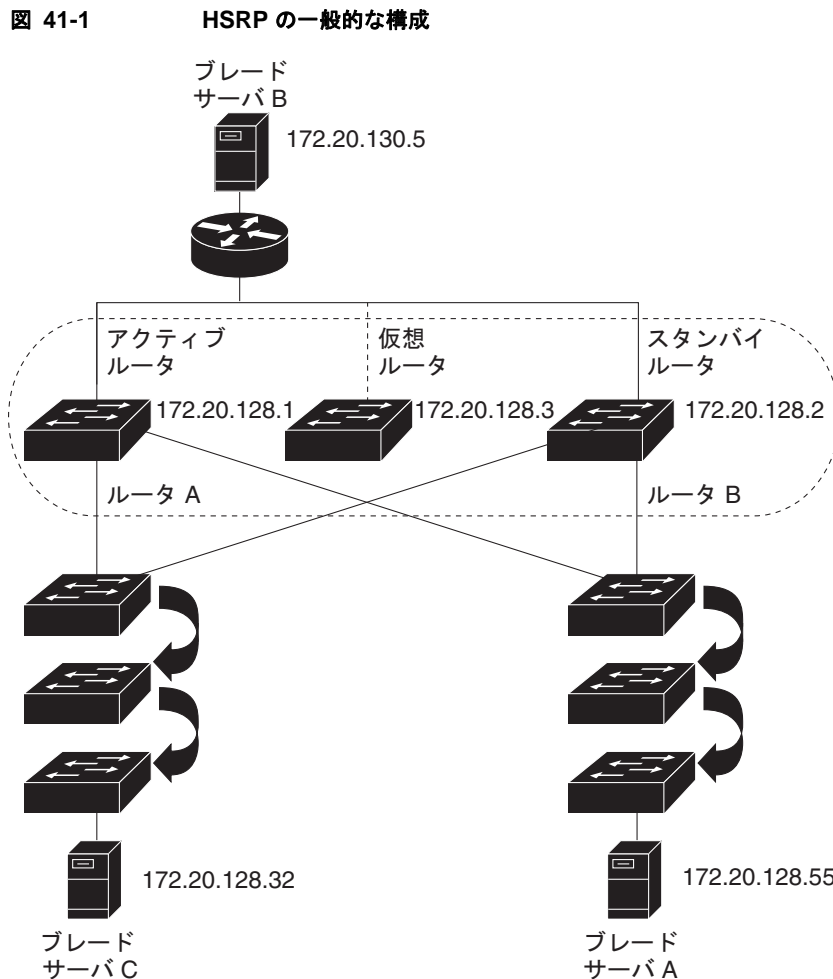 図 41-1 HSRP の一般的な構成
ブレード
サーバ B
172.20.130.5
アクティブ
ルータ
仮想
ルータ
スタンバイ
ルータ
172.20.128.1
172.20.128.3
172.20.128.2
ルータ A
ルータ B
172.20.128.32
172.20.128.55
ブレード
サーバ C
ブレード
サーバ A